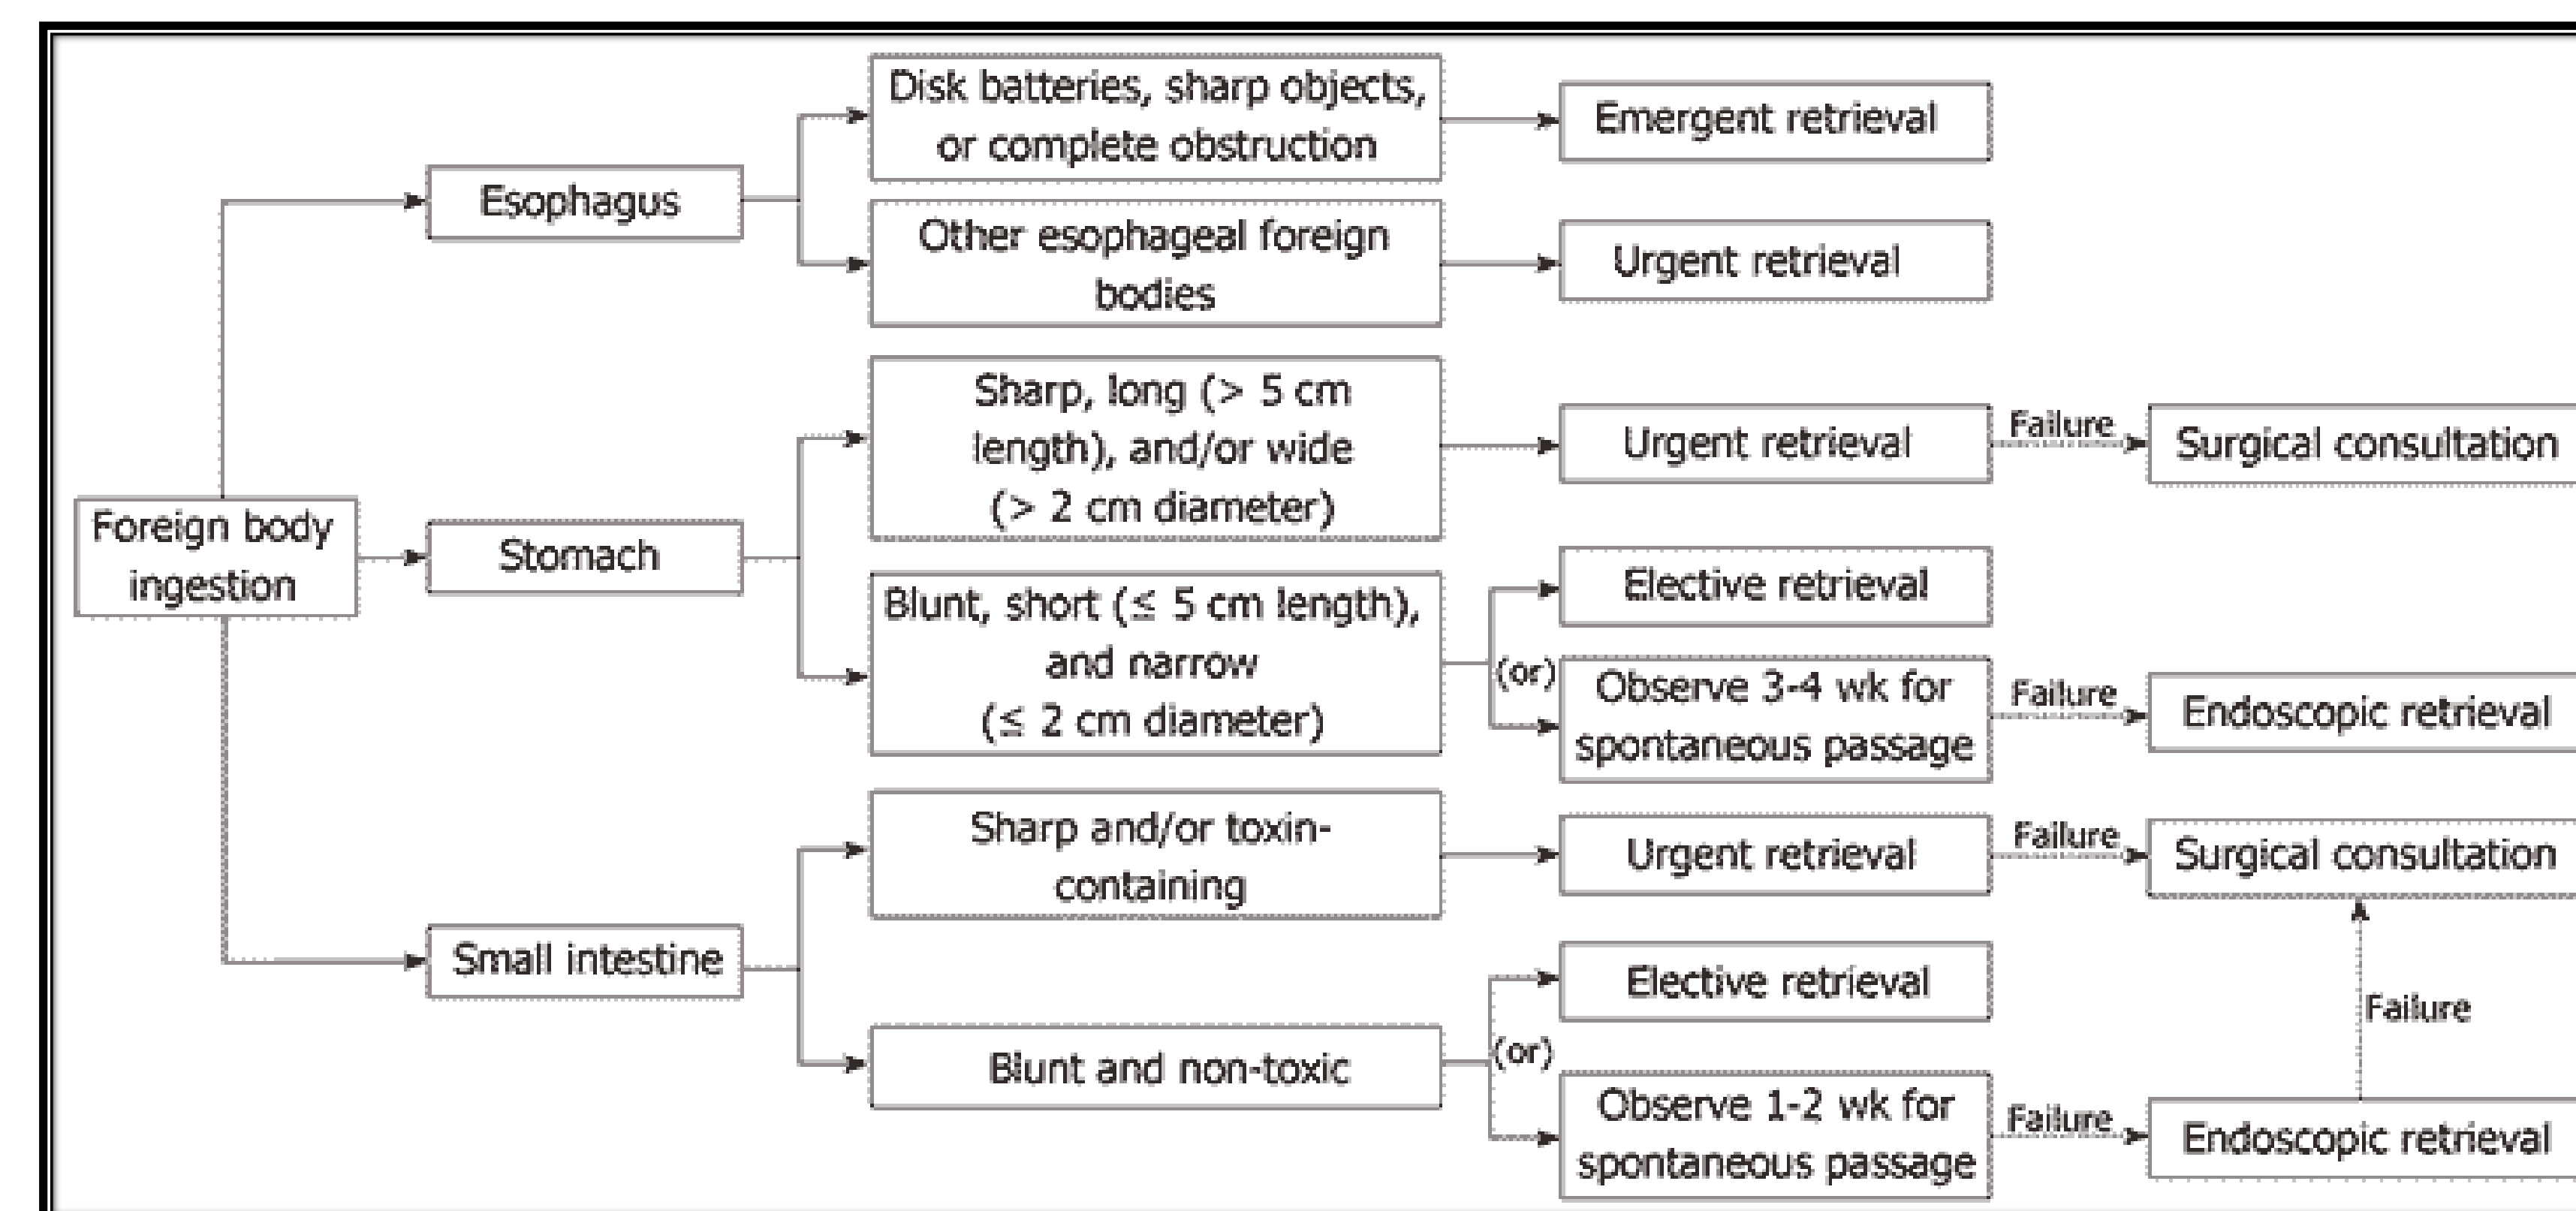 Foreign body
ingestion
Esophagus
Disk batteries, sharp objects,
or complete obstruction
Emergent retrieval
Other esophageal foreign
bodies
Urgent retrieval
Stomach
Sharp, long (> 5 cm
length), and/or wide
(> 2 cm diameter)
Urgent retrieval
Failure
Surgical consultation
Blunt, short (≤ 5 cm length),
and narrow
(≤ 2 cm diameter)
Elective retrieval
(or)
Observe 3-4 wk for
spontaneous passage
Failure
Endoscopic retrieval
Small intestine
Sharp and/or toxin-
containing
Urgent retrieval
Failure
Surgical consultation
Blunt and non-toxic
Elective retrieval
(or)
Observe 1-2 wk for
spontaneous passage
Failure
Endoscopic retrieval
Failure